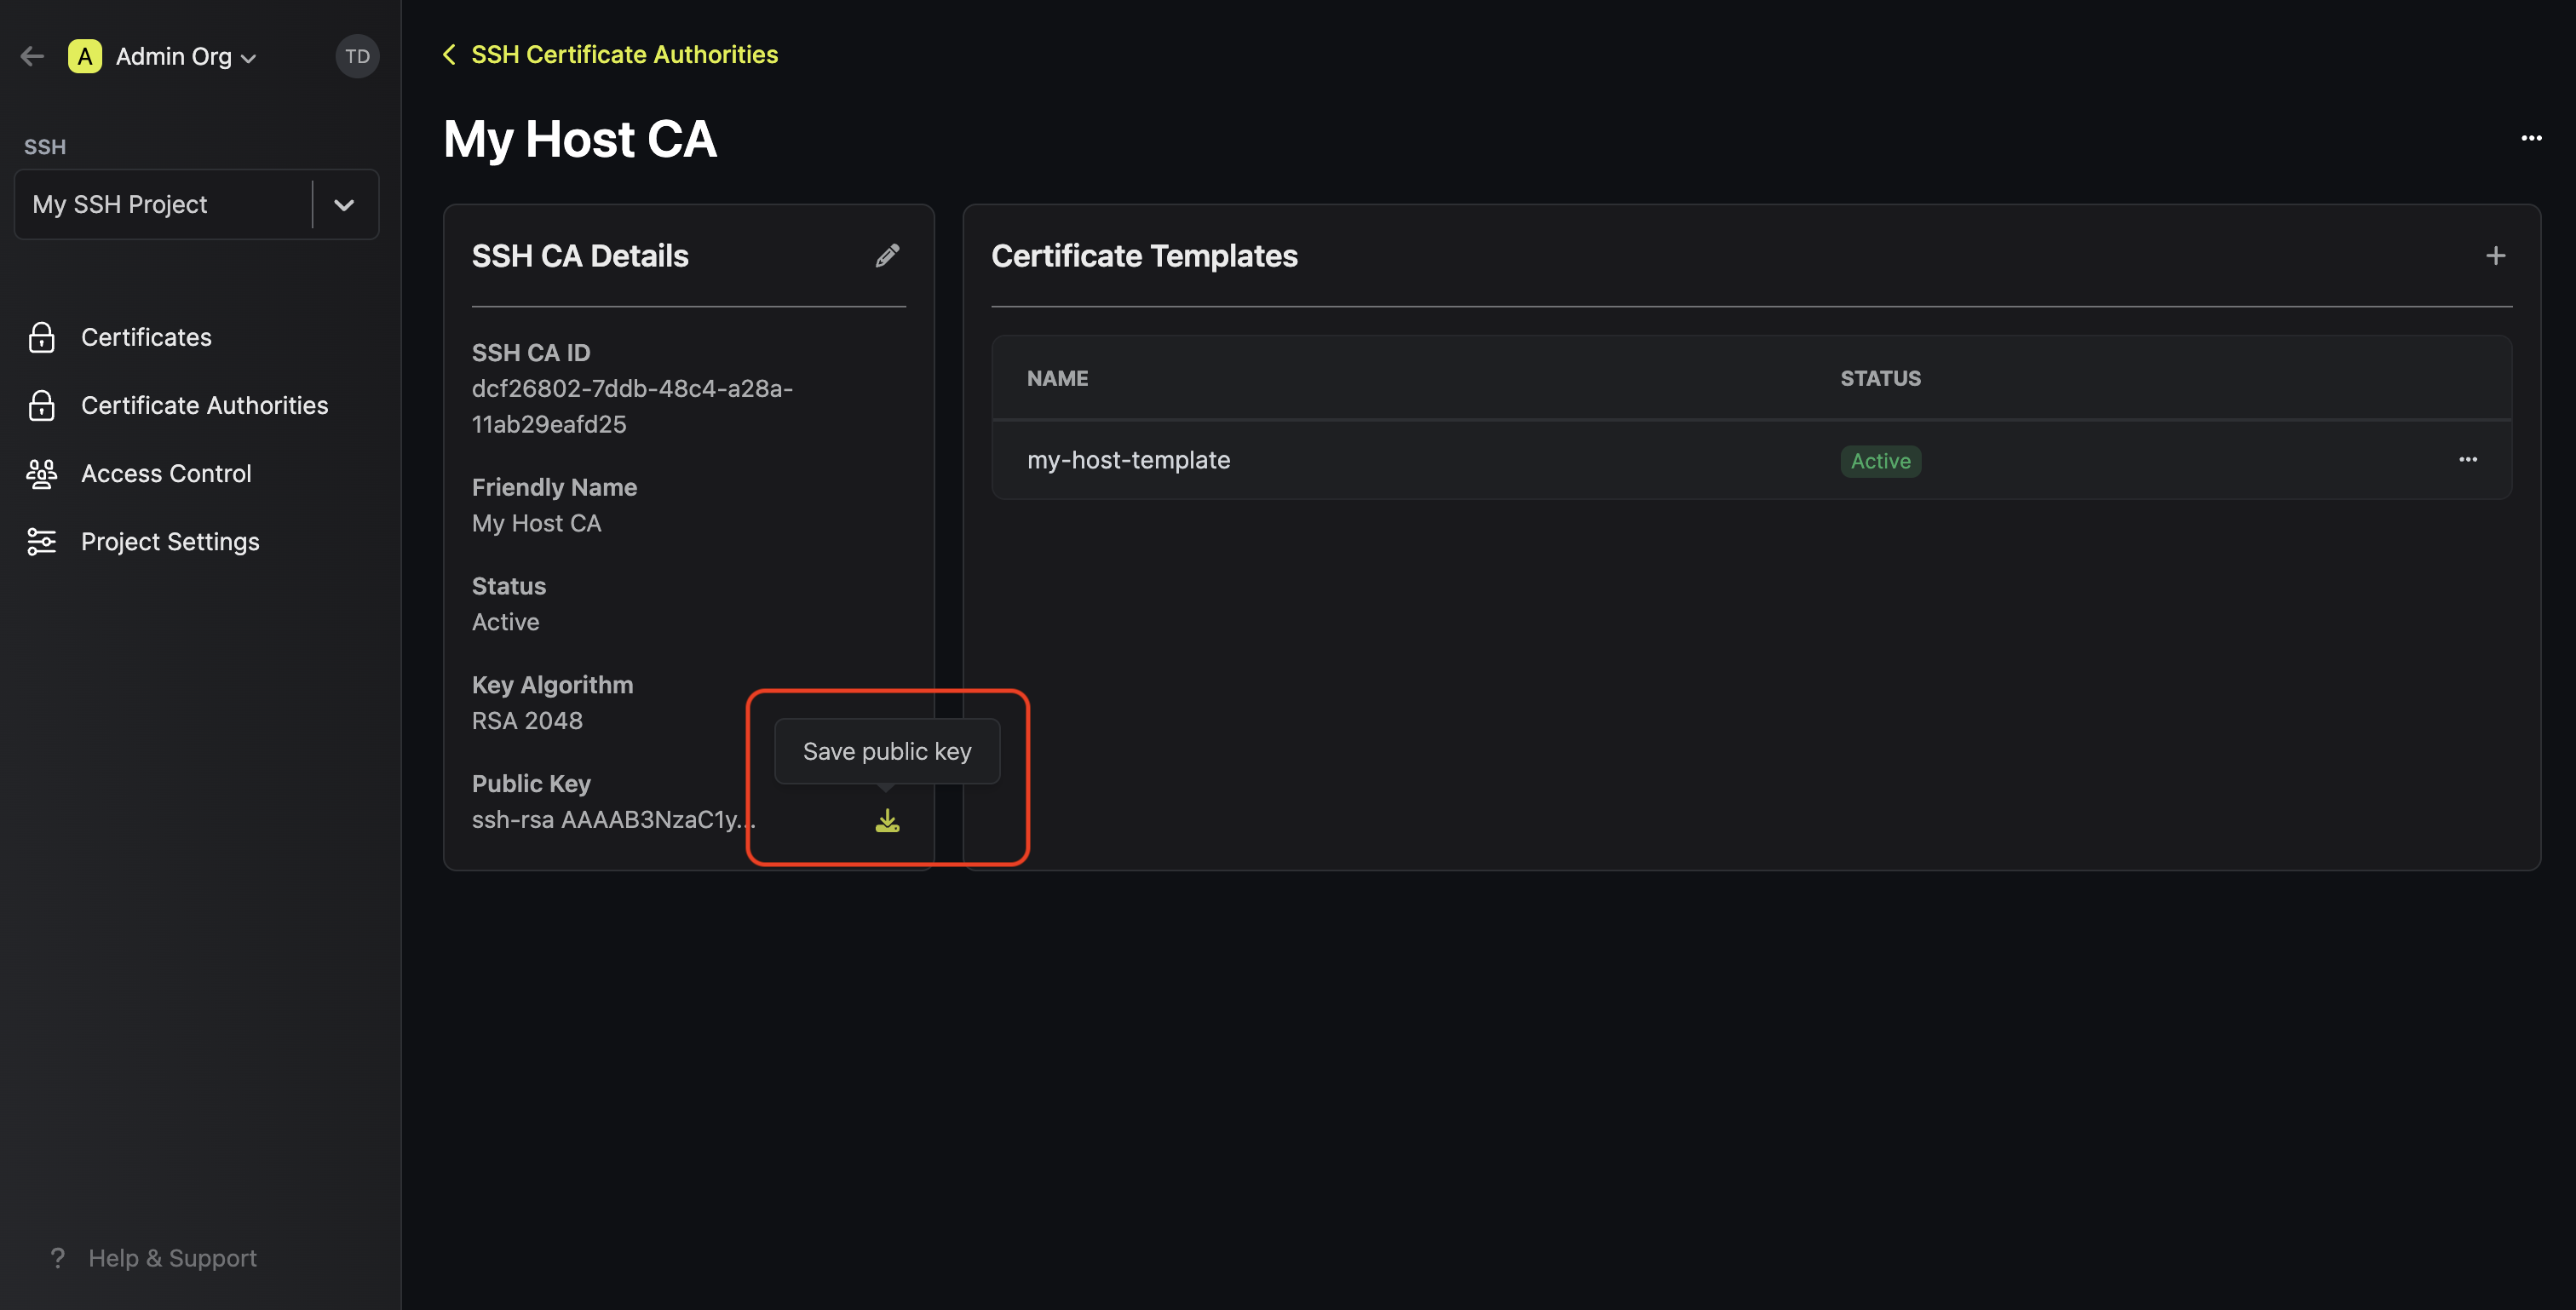 A Admin Org TD
SSH
My SSH Project
Certificates
Certificate Authorities
Access Control
Project Settings
? Help & Support
SSH Certificate Authorities
My Host CA
SSH CA Details
SSH CA ID
dcf26802-7ddb-48c4-a28a-
11ab29eafd25
Friendly Name
My Host CA
Status
Active
Key Algorithm
RSA 2048
Public Key
ssh-rsa AAAAB3NzaC1y...
Save public key
Certificate Templates
NAME STATUS
my-host-template Active